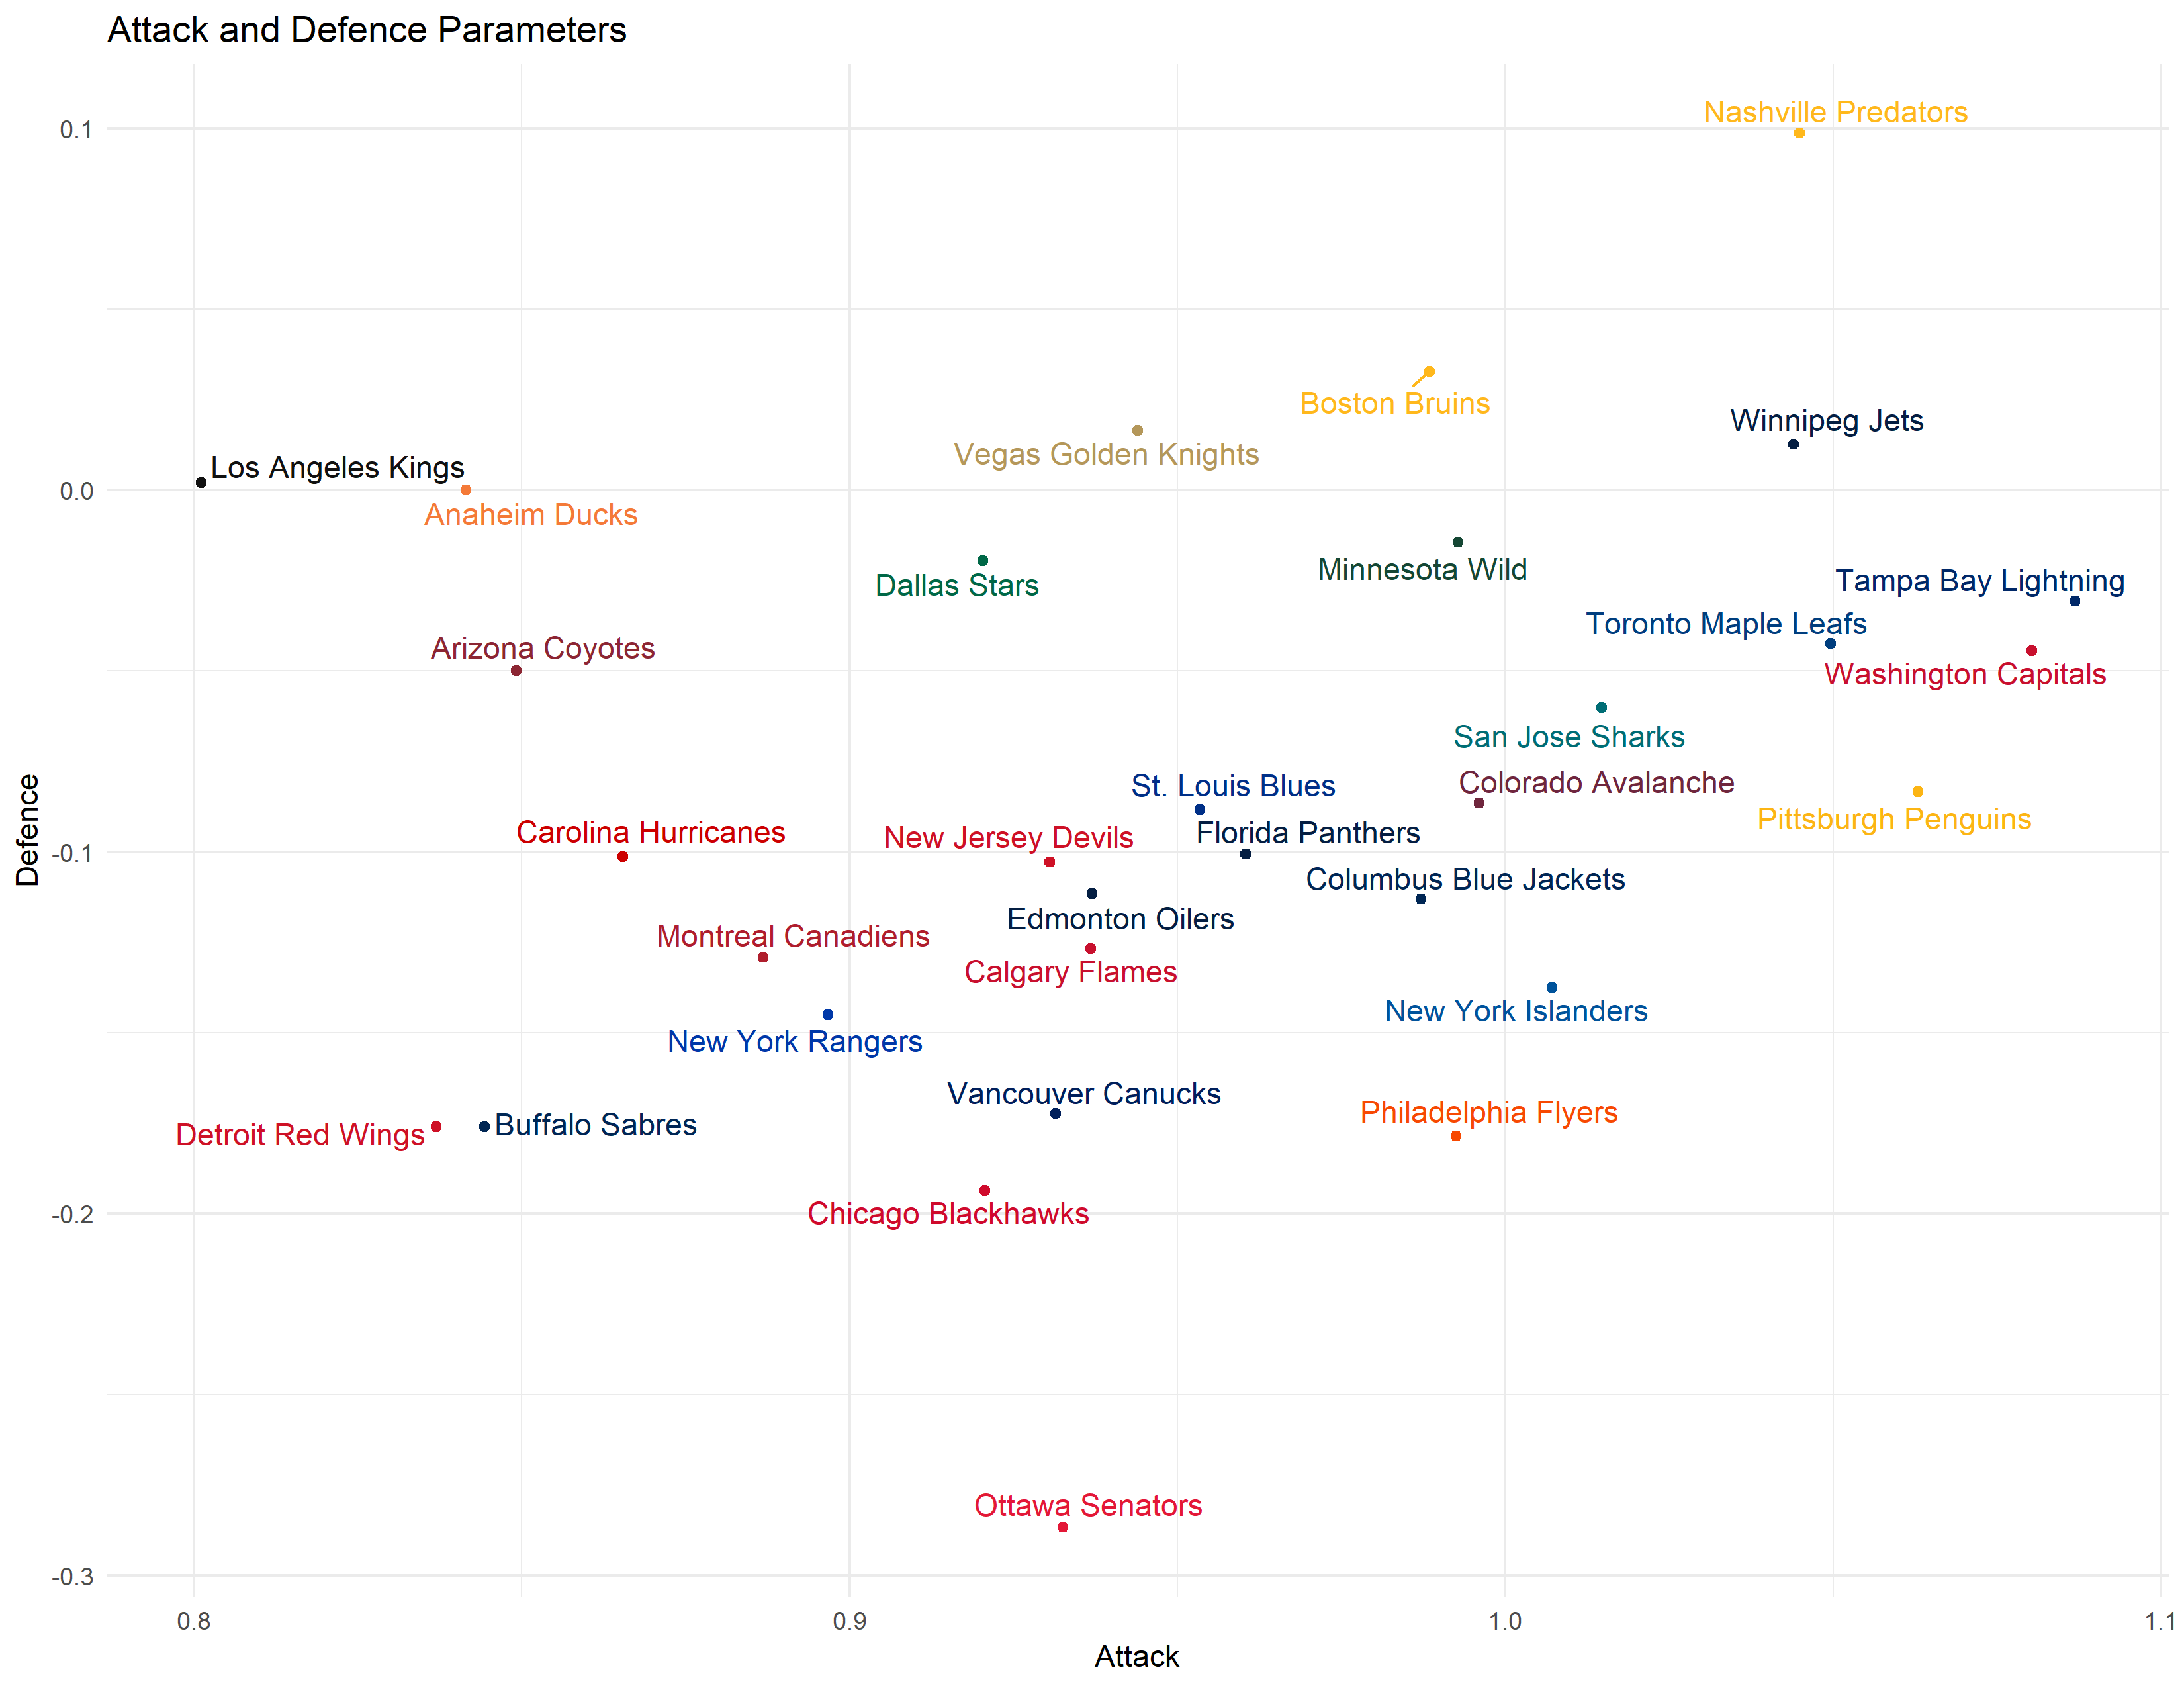 Attack and Defence Parameters
Nashville Predators
0.1
Boston Bruins
Winnipeg Jets
Vegas Golden Knights
Los Angeles Kings
0.0
Anaheim Ducks
Minnesota Wild
Tampa Bay Lightning
Dallas Stars
Toronto Maple Leafs
Arizona Coyotes
Washington Capitals
San Jose Sharks
Colorado Avalanche
St. Louis Blues
Pittsburgh Penguins
Carolina Hurricanes
Florida Panthers
New Jersey Devils
Defence
-0.1
Columbus Blue Jackets
Edmonton Oilers
Montreal Canadiens
Calgary Flames
New York Islanders
New York Rangers
Vancouver Canucks
Philadelphia Flyers
Buffalo Sabres
Detroit Red Wings
Chicago Blackhawks
-0.2
Ottawa Senators
-0.3
0.8
0.9
1.0
1.1
Attack